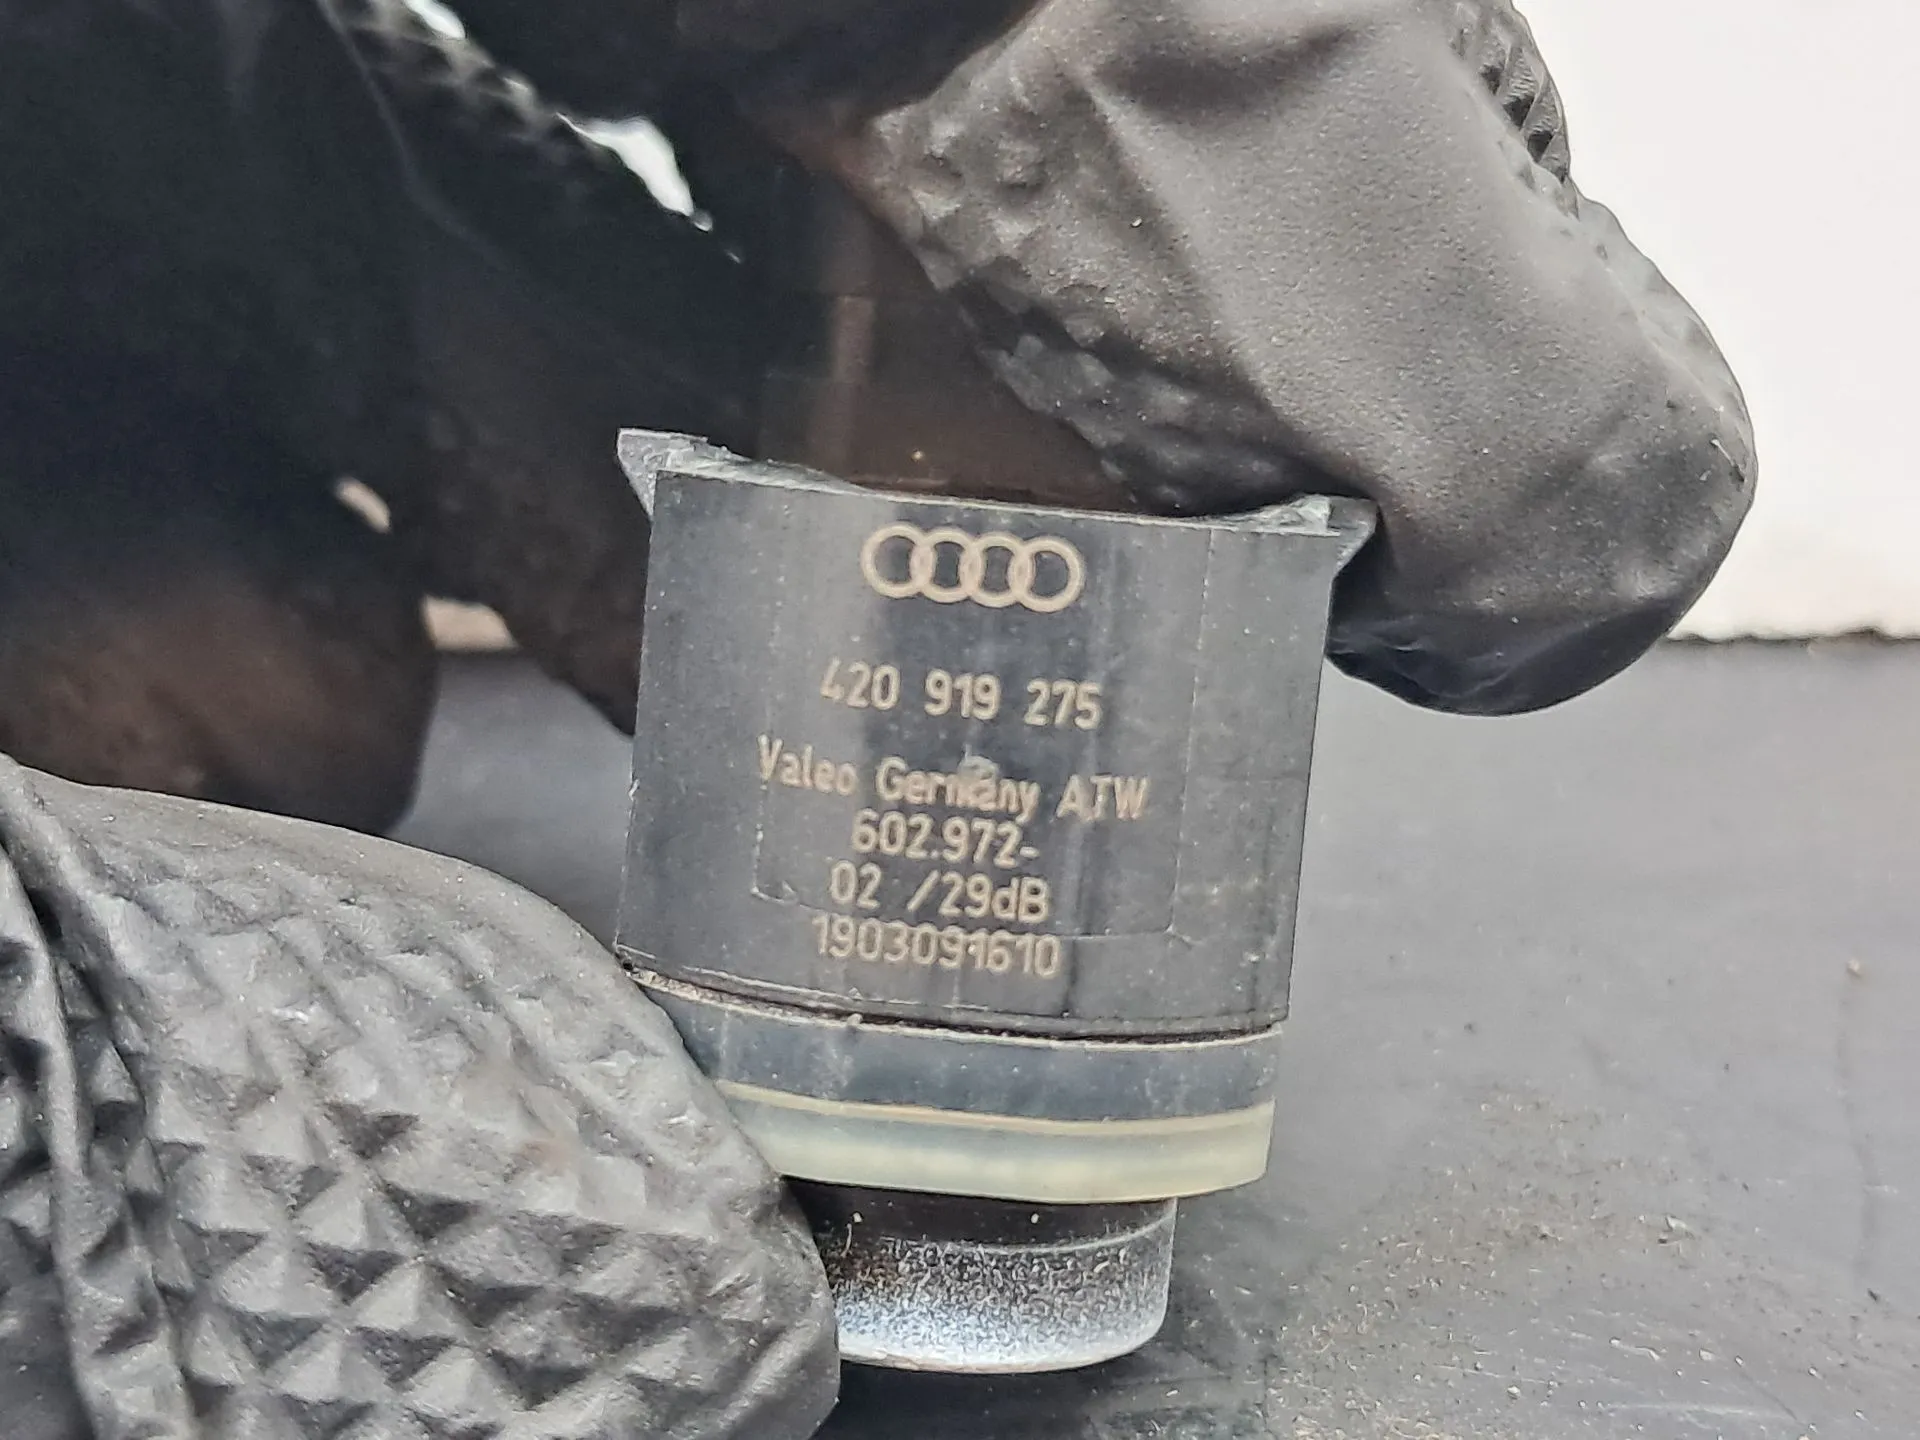 420 919 275
Valeo Germany ATW
602.972-
02 /29dB
1903091610